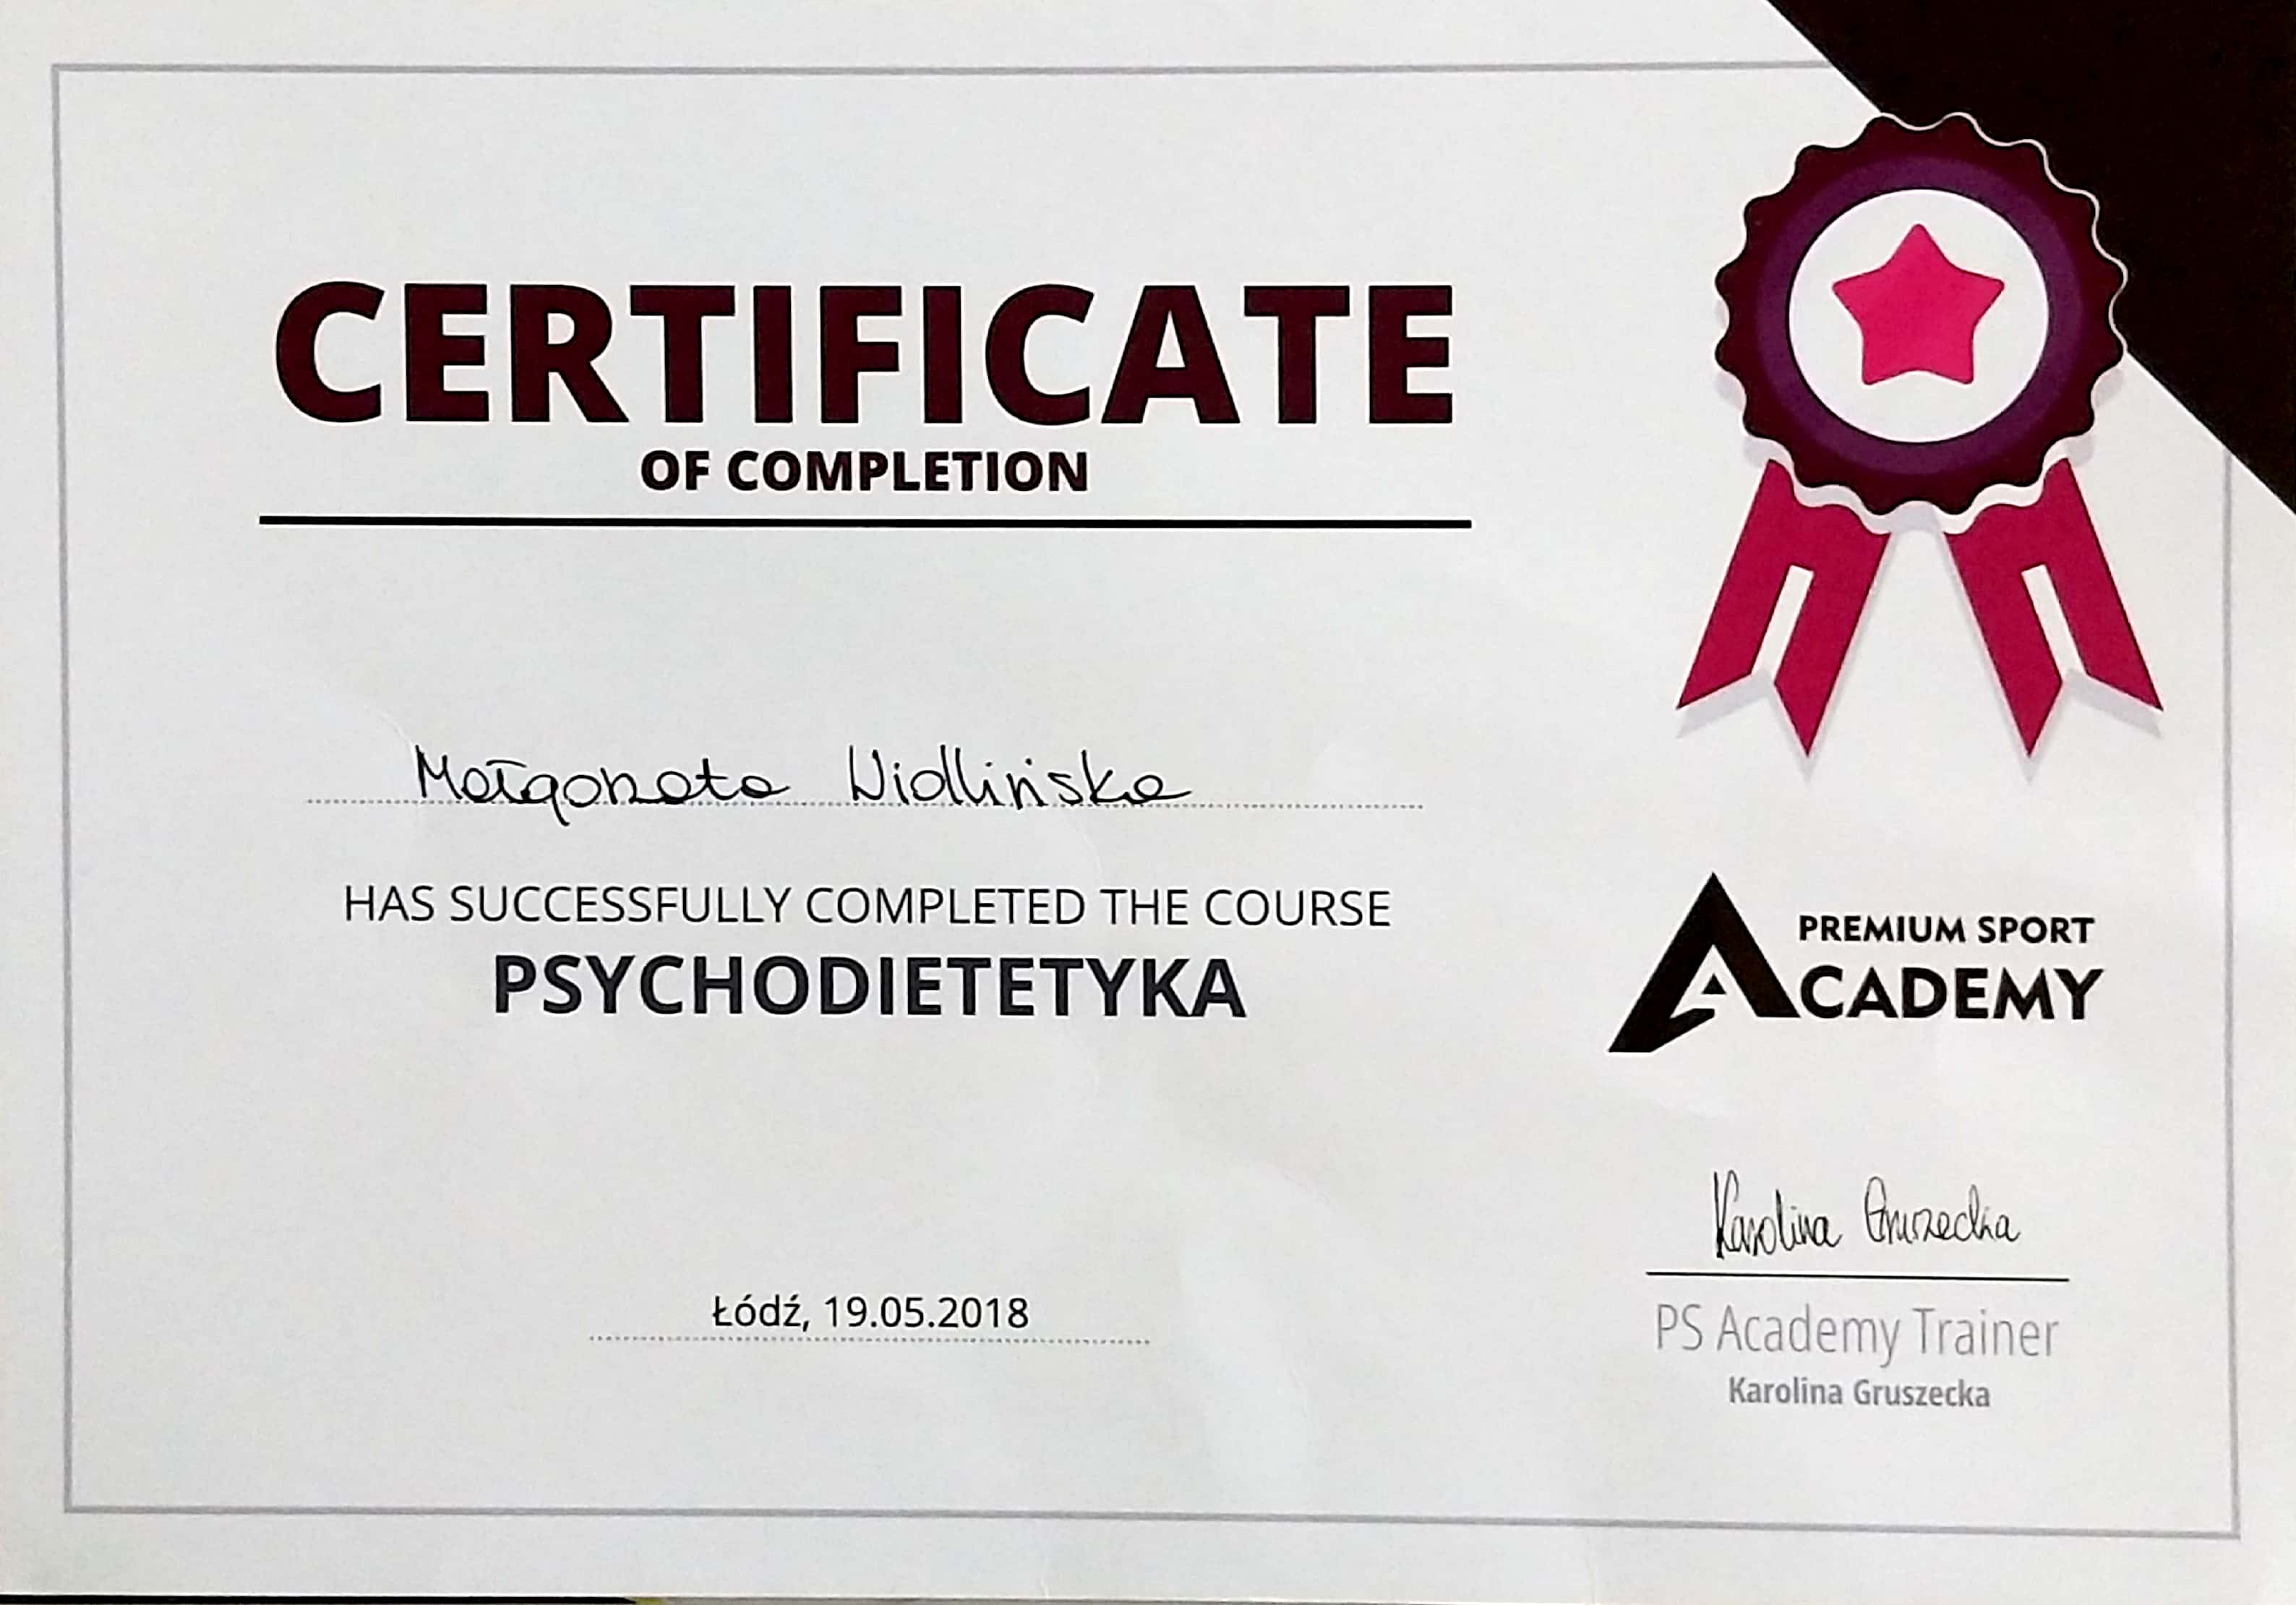 CERTIFICATE
OF COMPLETION
Małgorzata Widlińska
HAS SUCCESSFULLY COMPLETED THE COURSE
PSYCHODIETETYKA
Łódź, 19.05.2018
PREMIUM SPORT
ACADEMY
Karolina Gruszecka
PS Academy Trainer
Karolina Gruszecka